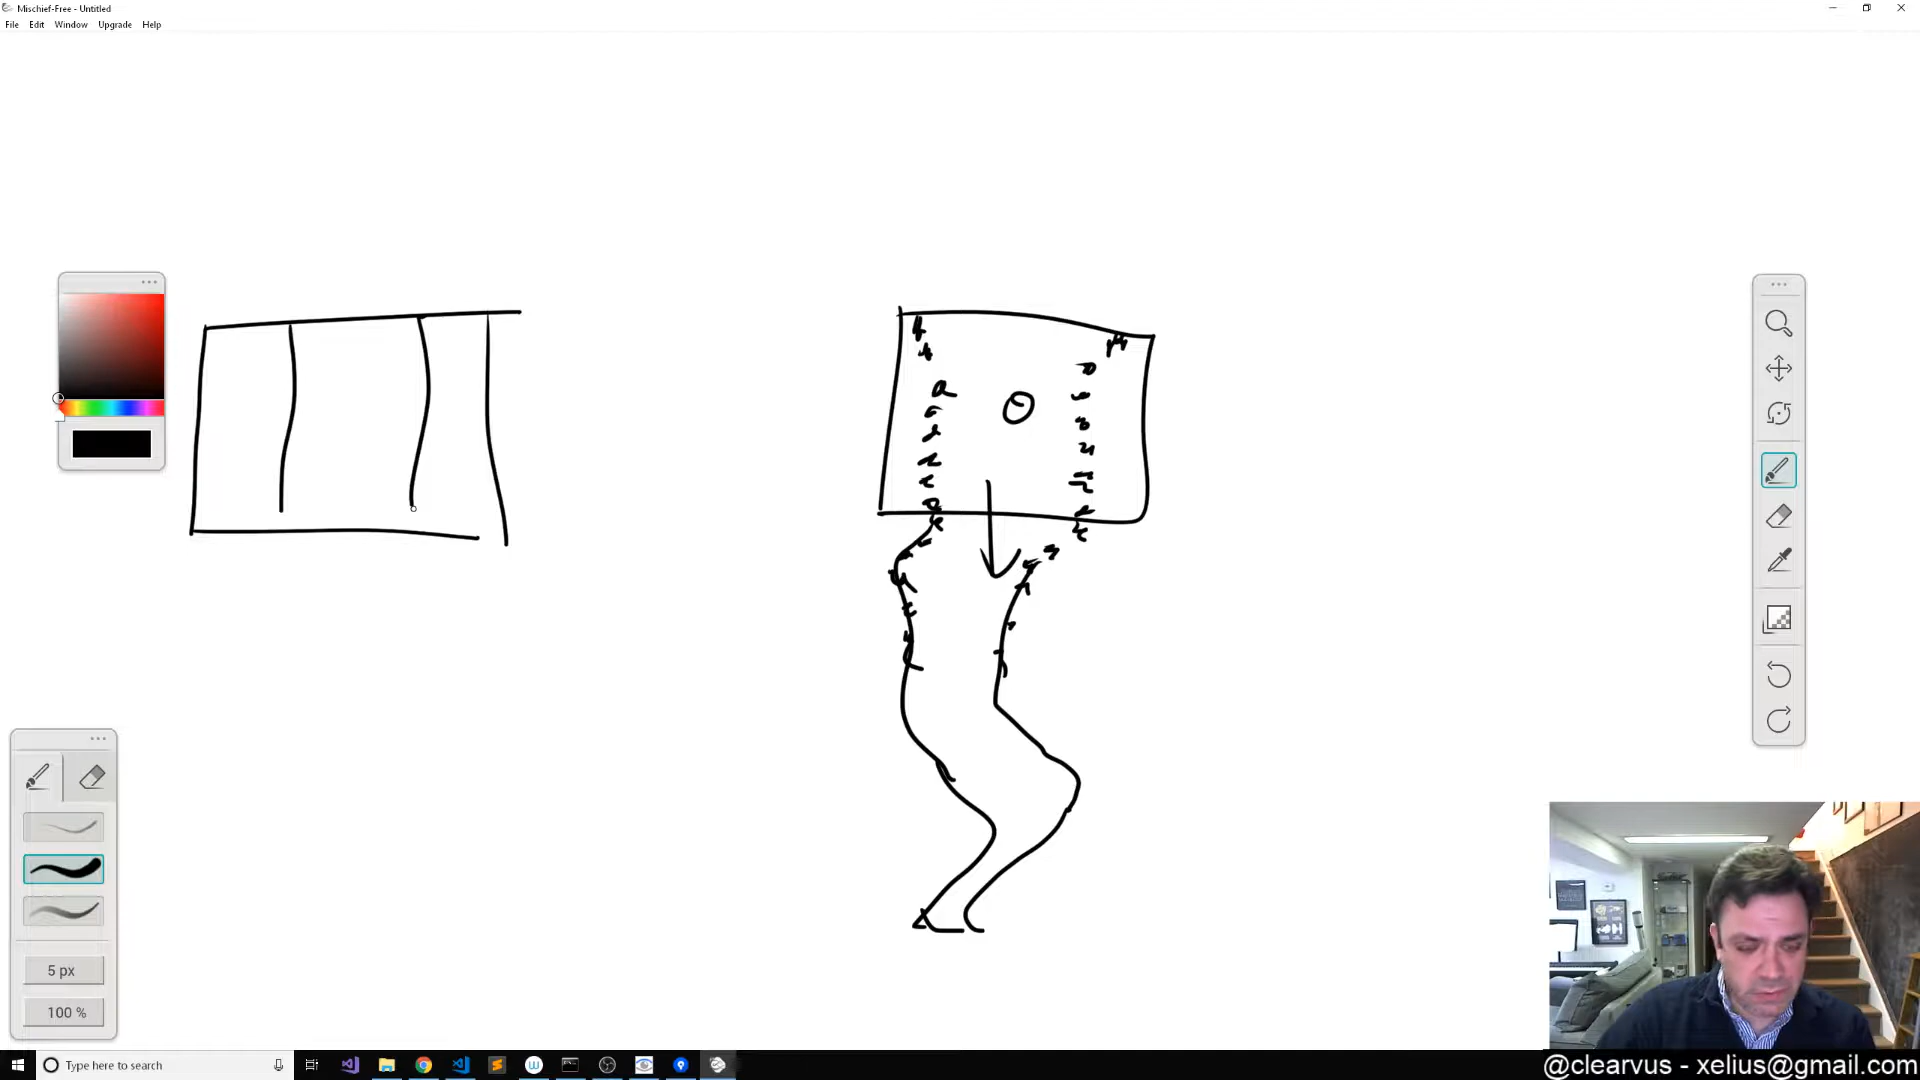 Mischief-Free - Untitled
File Edit Window Upgrade Help
5 px
100 %
Type here to search
@clearvus - xelius@gmail.com